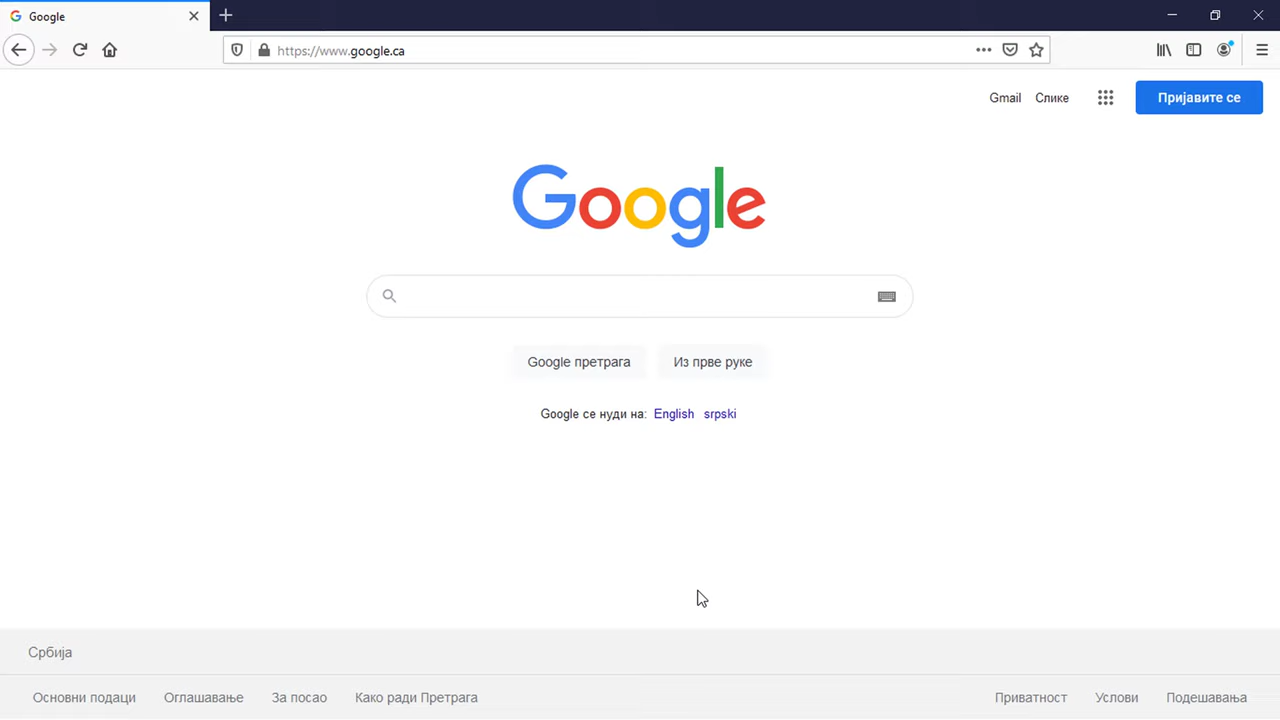 Google
https://www.google.ca
Gmail Слике Пријавите се
Google
Google претрага Из прве руке
Google се нуди на: English srpski
Србија
Основни подаци Оглашавање За посао Како ради Претрага Приватност Услови Подешавања